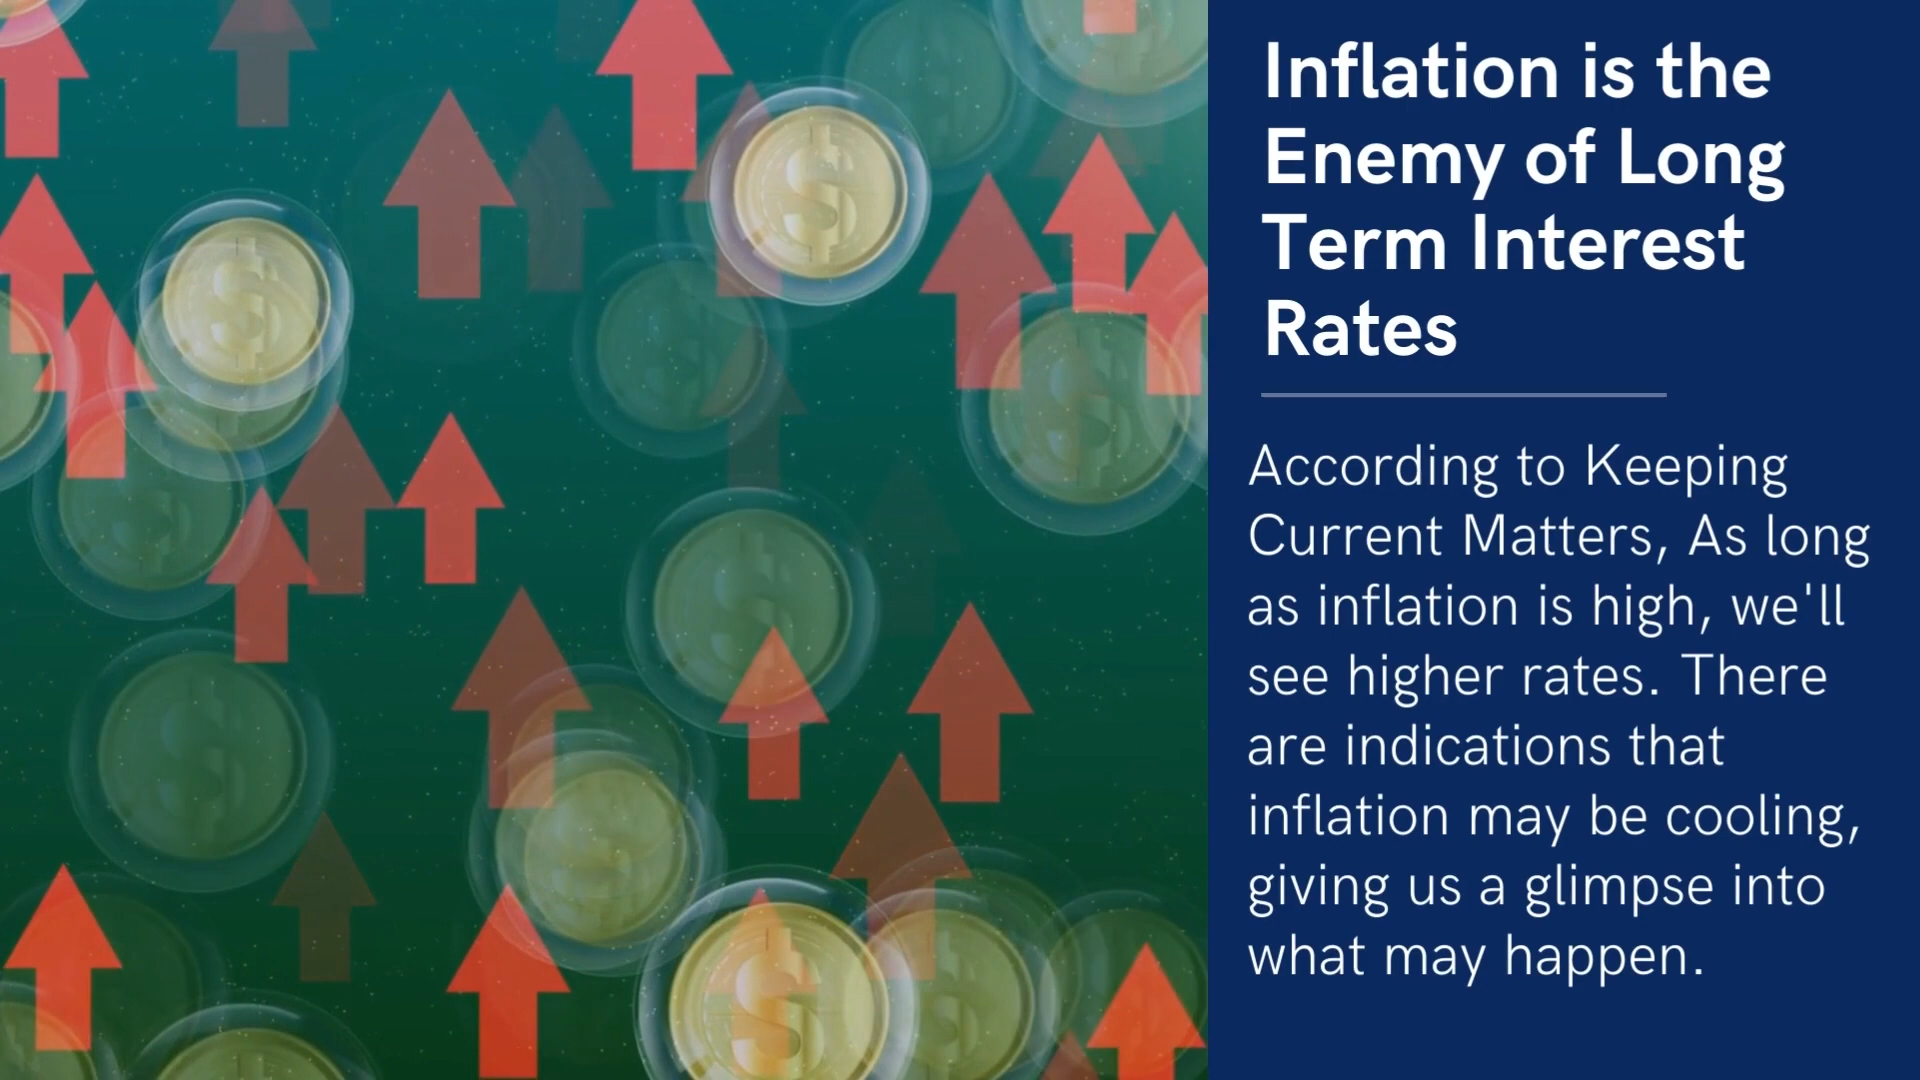 Inflation is the
Enemy of Long
Term Interest
Rates
According to Keeping
Current Matters, As long
as inflation is high, we'll
see higher rates. There
are indications that
inflation may be cooling,
giving us a glimpse into
what may happen.